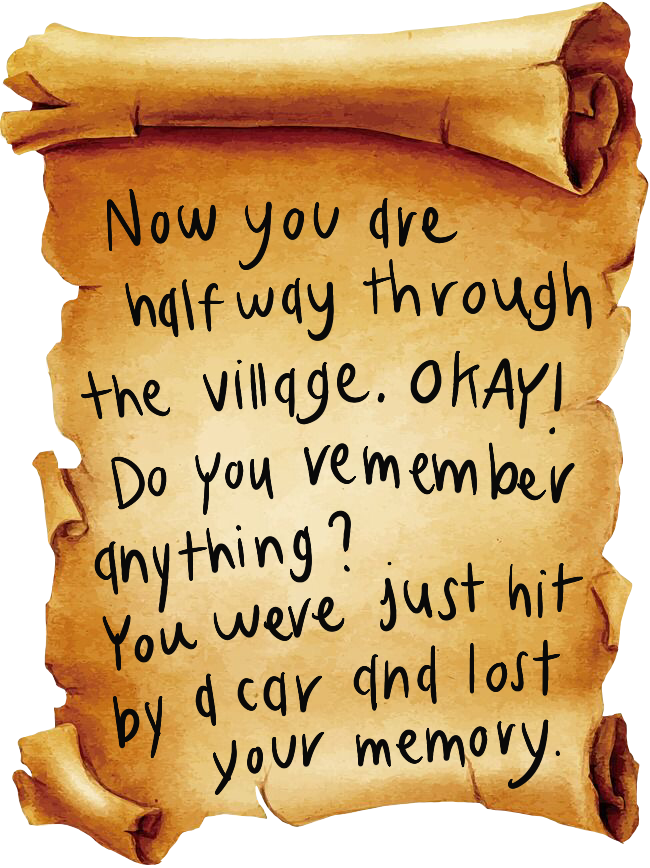 Now you are
halfway through
the village. OKAY!
Do you remember
anything?
You were just hit
by a car and lost
your memory.